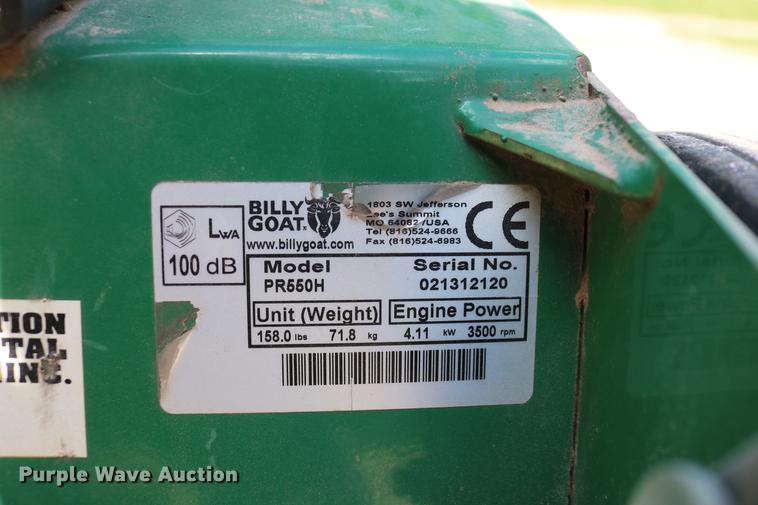 LWA
100 dB
BILLY
GOAT®
www.billygoat.com
1803 SW Jefferson
Lee's Summit
MO 64082 /USA
Tel (816)524-9666
Fax (816)524-6983
CE
Model
PR550H
Serial No.
021312120
Unit (Weight)
158.0 lbs 71.8 kg
Engine Power
4.11 kW 3500 rpm
TION
TAL
INC.
Purple Wave Auction